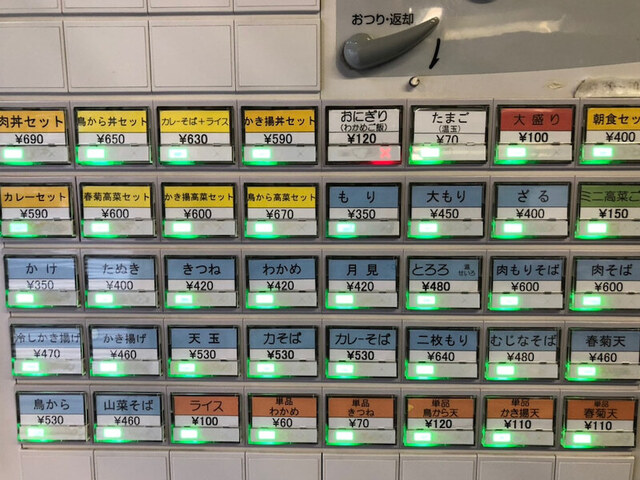 おつり・返却
肉丼セット
¥690
鳥から丼セット
¥650
カレーそば+ライス
¥630
かき揚丼セット
¥590
おにぎり
(わかめご飯)
¥120
たまご
(温玉)
¥70
大盛り
¥100
朝食セッ
¥400
カレーセット
¥590
春菊高菜セット
¥600
かき揚高菜セット
¥600
鳥から高菜セット
¥670
もり
¥350
大もり
¥450
ざる
¥400
ミニ高菜ご
¥150
かけ
¥350
たぬき
¥400
きつね
¥420
わかめ
¥420
月見
¥420
とろろ
¥480
肉もりそば
¥600
肉そば
¥600
冷しかき揚げ
¥470
かき揚げ
¥460
天玉
¥530
力そば
¥530
カレーそば
¥530
二枚もり
¥640
むじなそば
¥480
春菊天
¥460
鳥から
¥530
山菜そば
¥460
ライス
¥100
単品
わかめ
¥60
単品
きつね
¥70
単品
鳥から天
¥120
単品
かき揚天
¥110
単品
春菊天
¥110